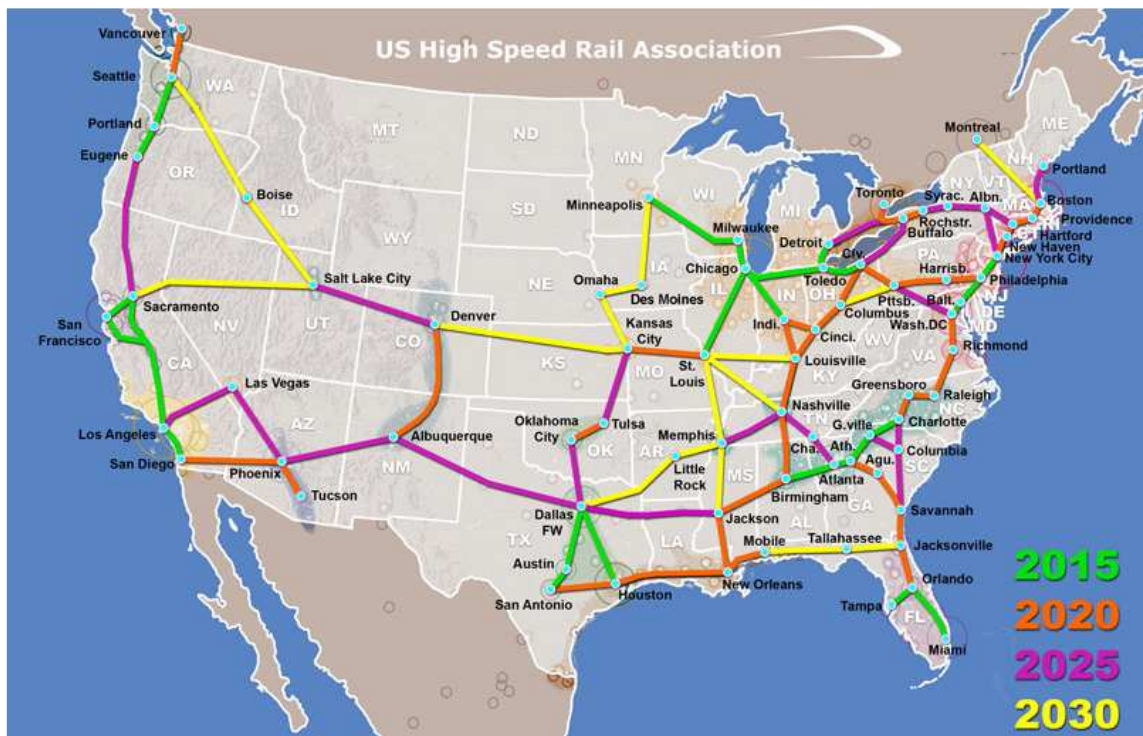 US High Speed Rail Association
Vancouver
Seattle
WA
Portland
Eugene
OR
MT
ND
MN
Boise
ID
SD
WY
Minneapolis
WI
Milwaukee
MI
Toronto
Montreal
ME
NH
VT
NY
Portland
Syrac.
Albn.
MA
Boston
Providence
Hartford
New Haven
New York City
Rochstr.
Buffalo
Detroit
Clv.
Chicago
Toledo
PA
Harrisb.
Philadelphia
NJ
DE
MD
Balt.
Pttsb.
Wash.DC
Columbus
Salt Lake City
Sacramento
San
Francisco
NV
UT
CA
NE
IA
Omaha
Des Moines
IL
IN
OH
Indi.
Cinci.
WV
VA
Richmond
Denver
CO
Kansas
City
KS
MO
St.
Louis
Louisville
KY
Greensboro
Raleigh
NC
Las Vegas
Los Angeles
AZ
Albuquerque
NM
Oklahoma
City
Tulsa
OK
AR
Nashville
TN
Memphis
Cha.
G.ville
Ath.
Charlotte
Columbia
SC
San Diego
Phoenix
Tucson
Little
Rock
MS
Agu.
Atlanta
Birmingham
AL
GA
Savannah
Dallas
FW
Jackson
TX
LA
Mobile
Tallahassee
Jacksonville
Austin
San Antonio
Houston
New Orleans
Orlando
Tampa
FL
Miami
2015
2020
2025
2030